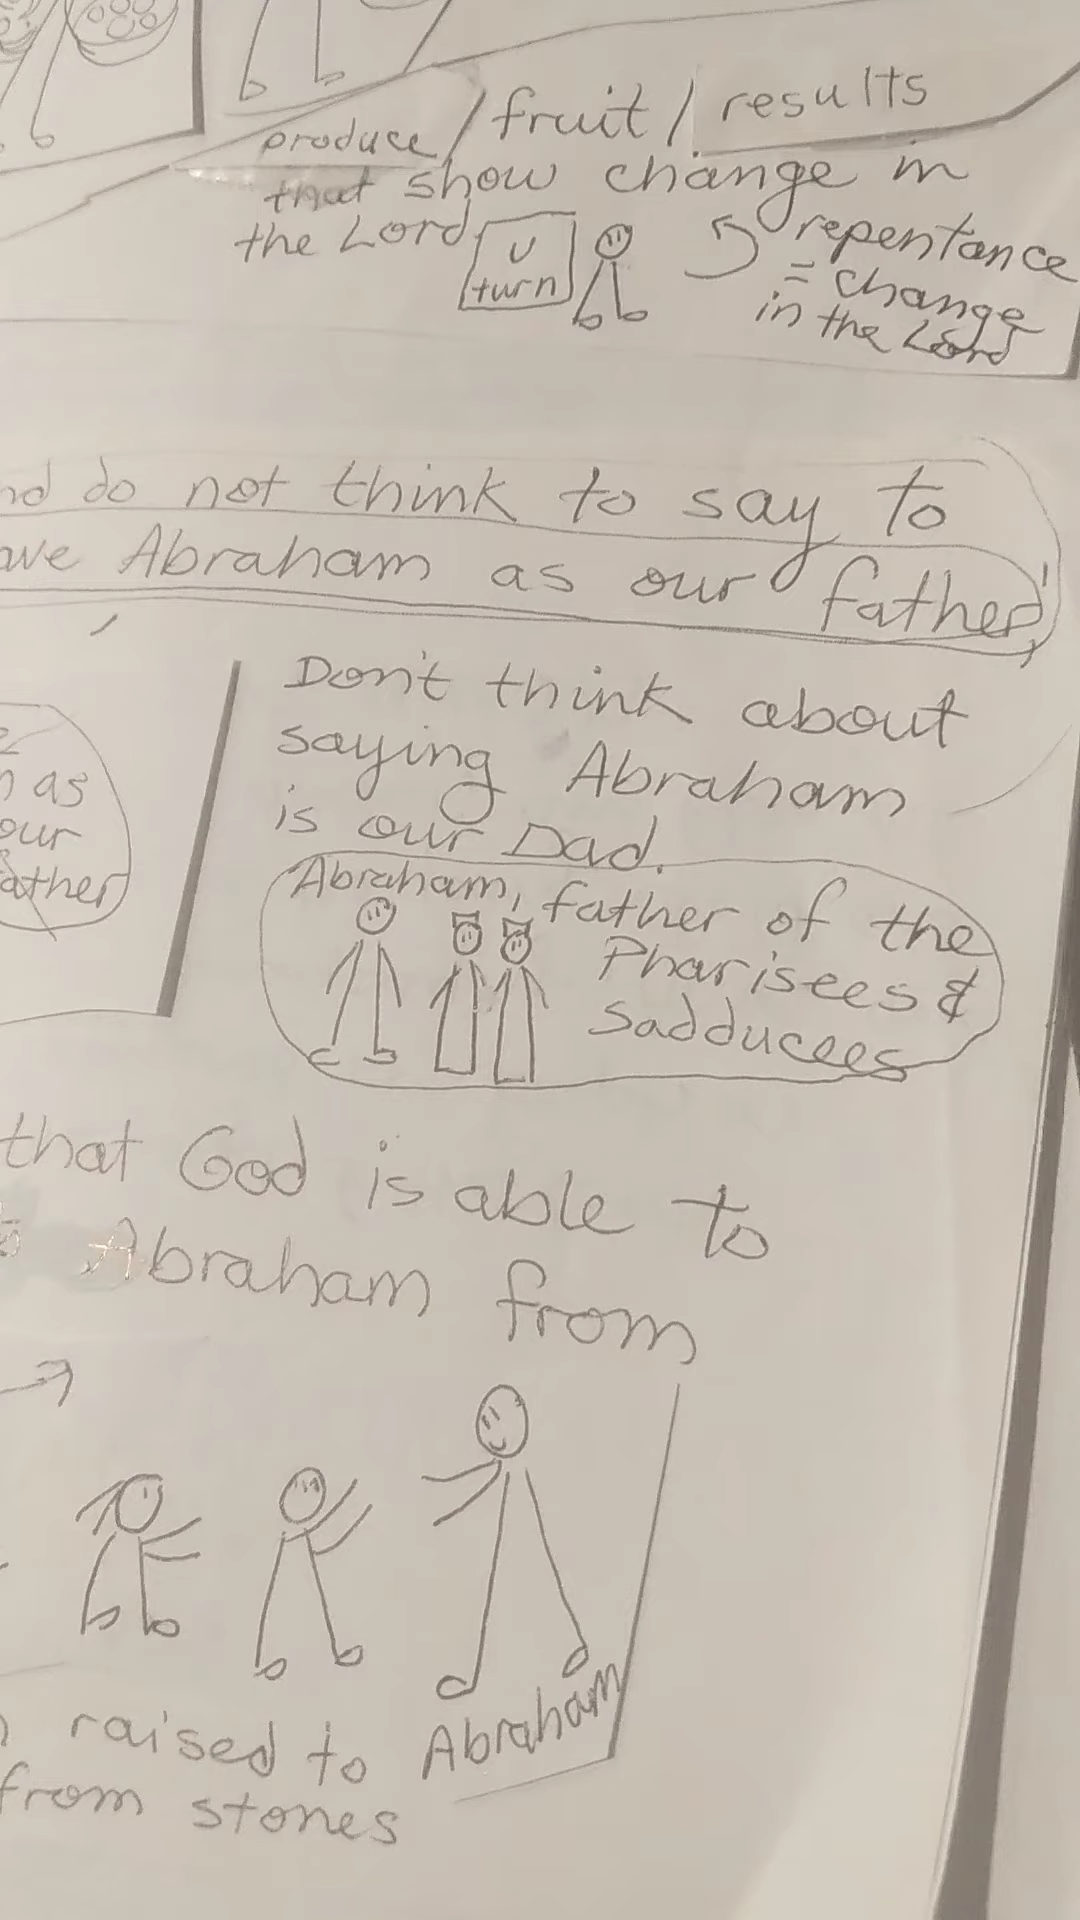 produce / fruit / results
that show change in
the Lord
U
turn
repentance
= change
in the Lord
do not think to say to
Abraham as our father,'
Don't think about
saying Abraham
is our Dad.
as
our
father
Abraham, father of the
Pharisees &
Sadducees
that God is able to
Abraham from
raised to Abraham
from stones